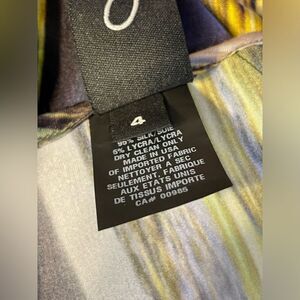 4
95% SILK/SOIE
5% LYCRA/LYCRA
DRY CLEAN ONLY
MADE IN USA
OF IMPORTED FABRIC
NETTOYER A SEC
SEULEMENT, FABRIQUE
AUX ETATS UNIS
DE TISSUS IMPORTE
CA# 00985